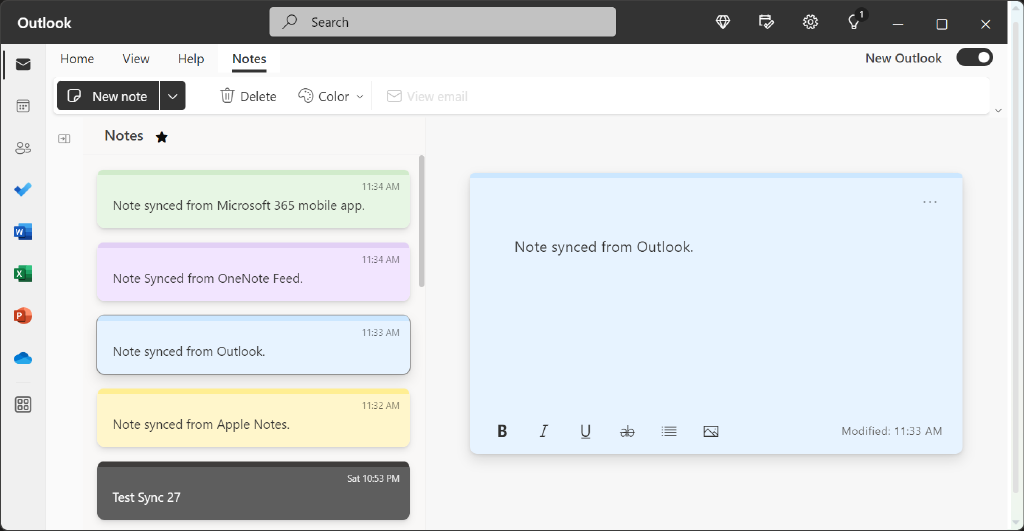 Outlook
Search
1
Home View Help Notes
New Outlook
New note
Delete
Color
View email
Notes
11:34 AM
Note synced from Microsoft 365 mobile app.
11:34 AM
Note Synced from OneNote Feed.
11:33 AM
Note synced from Outlook.
11:32 AM
Note synced from Apple Notes.
Sat 10:53 PM
Test Sync 27
Note synced from Outlook.
B I U ab
Modified: 11:33 AM